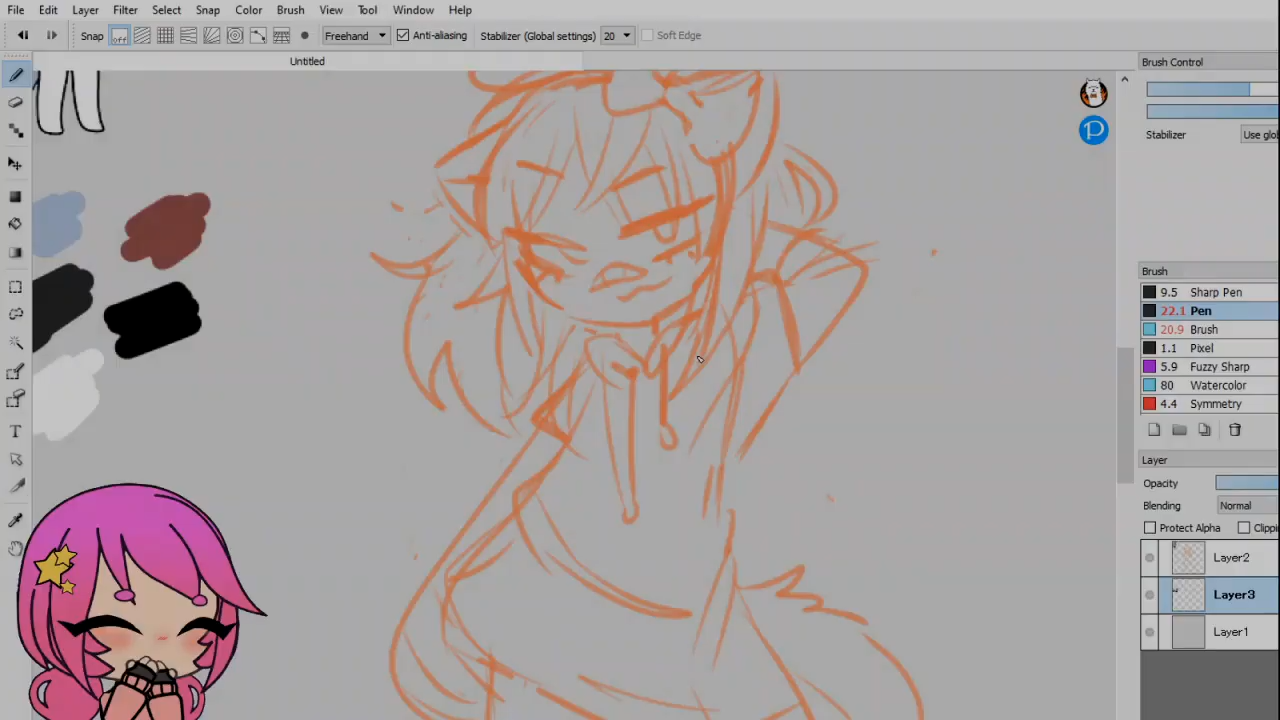 File Edit Layer Filter Select Snap Color Brush View Tool Window Help
Snap off Freehand Anti-aliasing Stabilizer (Global settings) 20 Soft Edge
Untitled
Brush Control
Stabilizer Use glo
Brush
9.5 Sharp Pen
22.1 Pen
20.9 Brush
1.1 Pixel
5.9 Fuzzy Sharp
80 Watercolor
4.4 Symmetry
Layer
Opacity
Blending Normal
Protect Alpha Clippi
Layer2
Layer3
Layer1